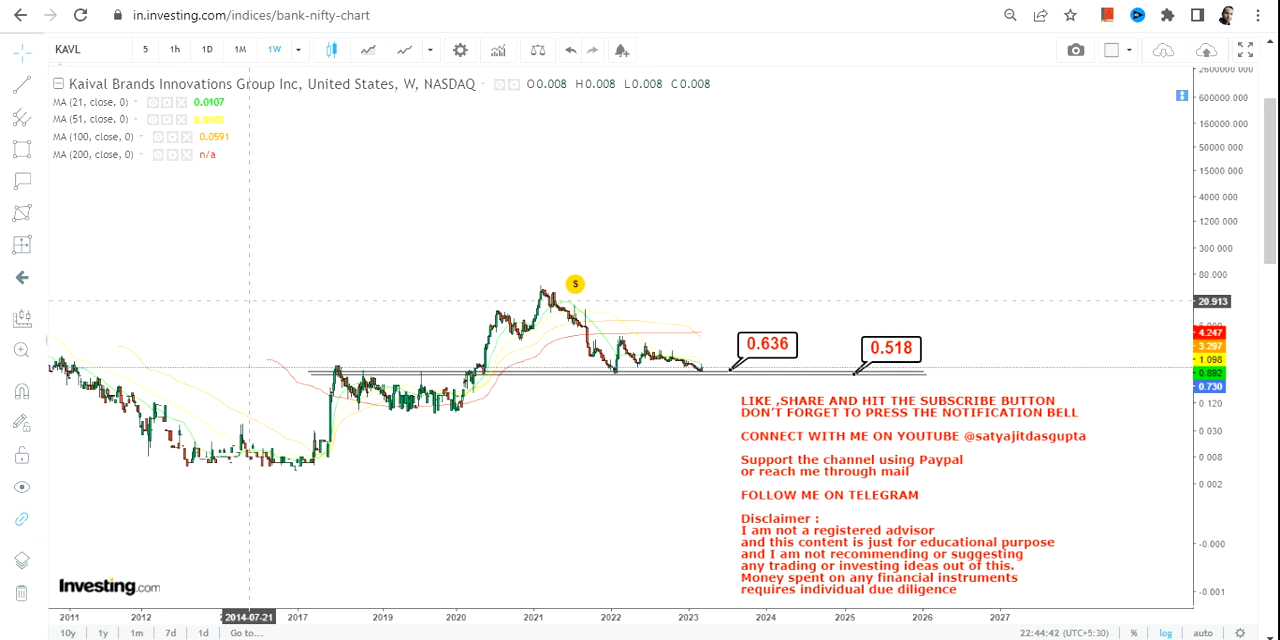 in.investing.com/indices/bank-nifty-chart
KAVL 5 1h 1D 1M 1W
Kaival Brands Innovations Group Inc, United States, W, NASDAQ O0.008 H0.008 L0.008 C0.008
MA (21, close, 0) 0.0107
MA (51, close, 0)
MA (100, close, 0) 0.0591
MA (200, close, 0) n/a
S
600000.000
160000.000
50000.000
15000.000
4000.000
1200.000
300.000
80.000
20.913
4.247
3.297
1.098
0.892
0.730
0.120
0.030
0.008
0.002
-0.000
-0.001
0.636
0.518
LIKE ,SHARE AND HIT THE SUBSCRIBE BUTTON
DON'T FORGET TO PRESS THE NOTIFICATION BELL
CONNECT WITH ME ON YOUTUBE @satyajitdasgupta
Support the channel using Paypal
or reach me through mail
FOLLOW ME ON TELEGRAM
Disclaimer :
I am not a registered advisor
and this content is just for educational purpose
and I am not recommending or suggesting
any trading or investing ideas out of this.
Money spent on any financial instruments
requires individual due diligence
Investing.com
2011 2012 2014-07-21 2017 2019 2020 2021 2022 2023 2024 2025 2026 2027
10y 1y 1m 7d 1d Go to... 22:44:42 (UTC+5:30) % log auto